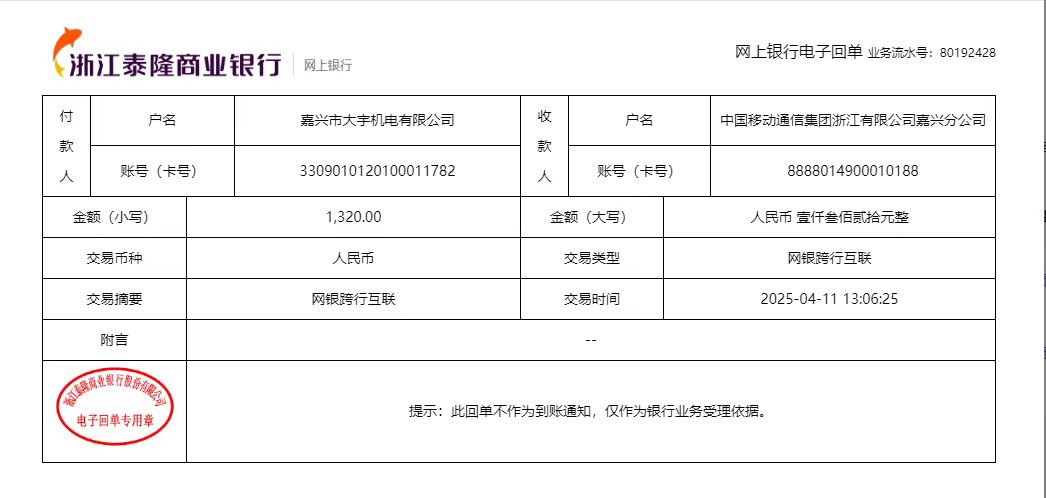 浙江泰隆商业银行 网上银行
网上银行电子回单 业务流水号：80192428
付款人 户名 嘉兴市大宇机电有限公司 收款人 户名 中国移动通信集团浙江有限公司嘉兴分公司
账号（卡号） 3309010120100011782 账号（卡号） 8888014900010188
金额（小写） 1,320.00 金额（大写） 人民币 壹仟叁佰贰拾元整
交易币种 人民币 交易类型 网银跨行互联
交易摘要 网银跨行互联 交易时间 2025-04-11 13:06:25
附言 --
浙江泰隆商业银行股份有限公司
电子回单专用章
提示：此回单不作为到账通知，仅作为银行业务受理依据。